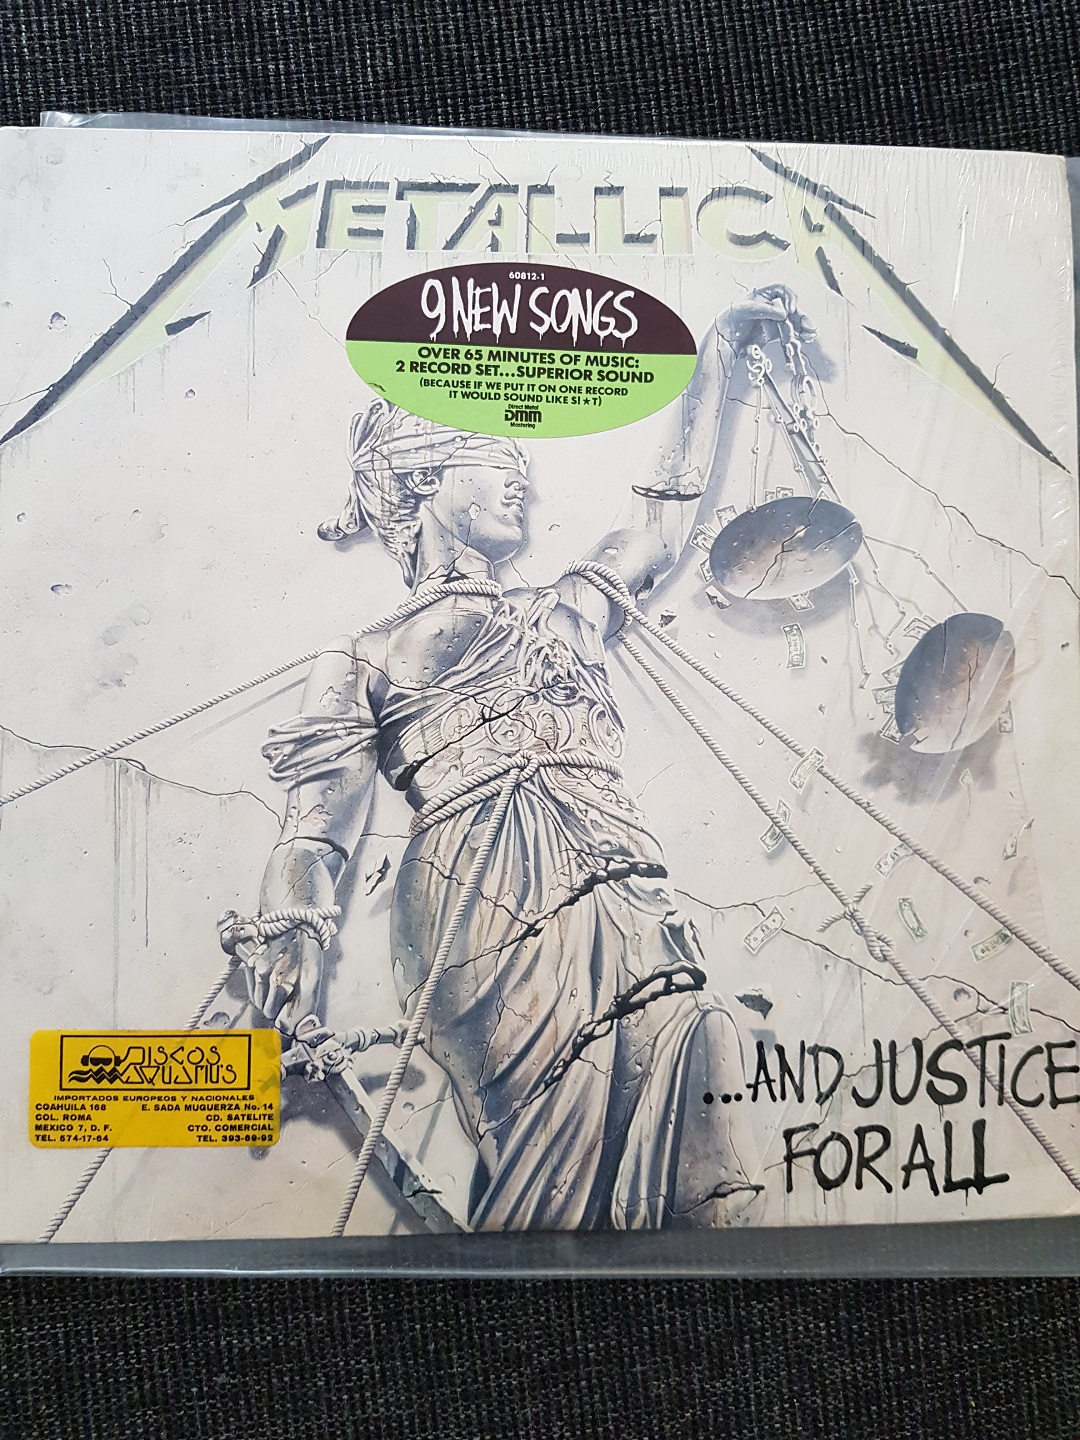 METALLICA
60812-1
9 NEW SONGS
OVER 65 MINUTES OF MUSIC:
2 RECORD SET...SUPERIOR SOUND
(BECAUSE IF WE PUT IT ON ONE RECORD
IT WOULD SOUND LIKE S!★T)
Direct Metal
DMM
Mastering
...AND JUSTICE
FOR ALL
DISCOS
AQUARIUS
IMPORTADOS EUROPEOS Y NACIONALES
COAHUILA 168 E. SADA MUGUERZA No. 14
COL. ROMA CD. SATELITE
MEXICO 7, D. F. CTO. COMERCIAL
TEL. 574-17-64 TEL. 393-69-92